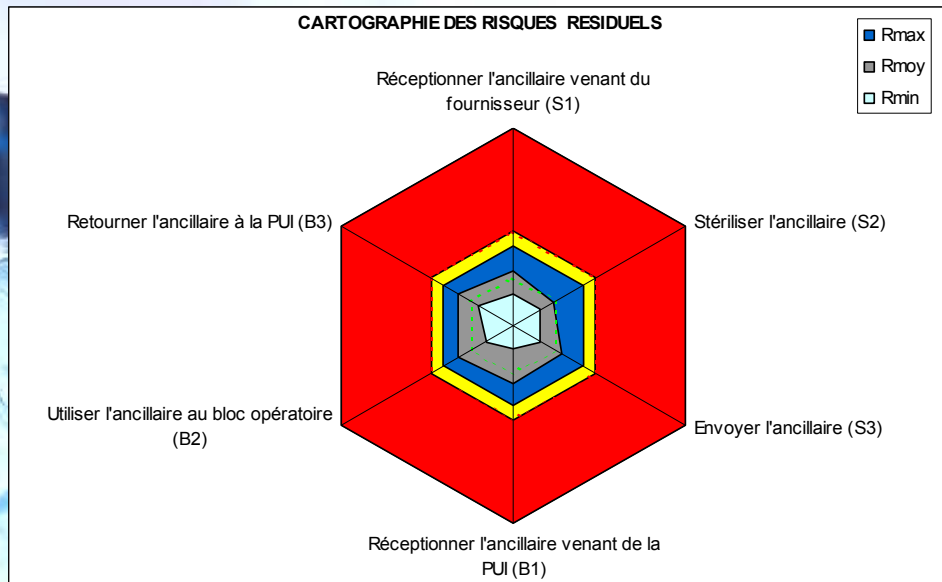 CARTOGRAPHIE DES RISQUES RESIDUELS
Rmax
Rmoy
Rmin
Réceptionner l'ancillaire venant du
fournisseur (S1)
Retourner l'ancillaire à la PUI (B3)
Stériliser l'ancillaire (S2)
Utiliser l'ancillaire au bloc opératoire
(B2)
Envoyer l'ancillaire (S3)
Réceptionner l'ancillaire venant de la
PUI (B1)